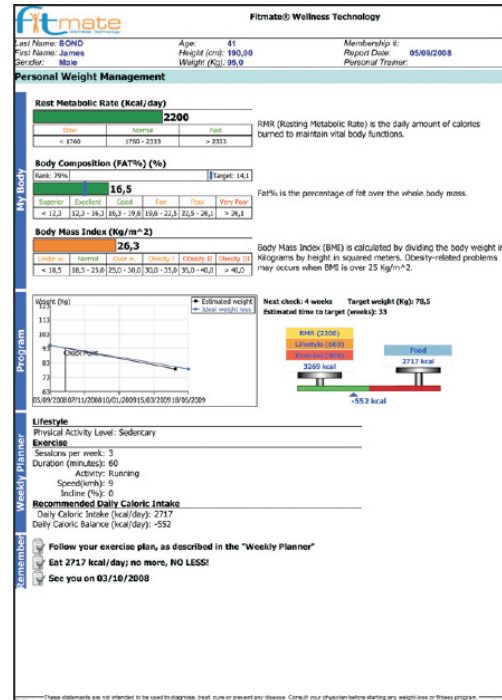 fitmate
Wellness Technology
Fitmate® Wellness Technology
Last Name: BOND Age: 41 Membership #:
First Name: James Height (cm): 190,00 Report Date: 05/09/2008
Gender: Male Weight (Kg): 95,0 Personal Trainer:
Personal Weight Management
My Body
Rest Metabolic Rate (Kcal/day)
2200
Slow Normal Fast
< 1760 1760 - 2333 > 2333
RMR (Resting Metabolic Rate) is the daily amount of calories
burned to maintain vital body functions.
Body Composition (FAT%) (%)
Rank: 79% Target: 14,1
16,5
Superior Excellent Good Fair Poor Very Poor
< 12,3 12,3 - 16,3 16,3 - 19,6 19,6 - 22,5 22,5 - 26,1 > 26,1
Fat% is the percentage of fat over the whole body mass.
Body Mass Index (Kg/m^2)
26,3
Under w. Normal Over w. Obesity I Obesity II Obesity III
< 18,5 18,5 - 25,0 25,0 - 30,0 30,0 - 35,0 35,0 - 40,0 > 40,0
Body Mass Index (BMI) is calculated by dividing the body weight in
Kilograms by height in squared meters. Obesity-related problems
may occurs when BMI is over 25 Kg/m^2.
Program
Weight (Kg)
Estimated weight
Ideal weight loss
123
113
103
93
83
73
63
Check Point
05/09/2008 07/11/2008 10/01/2009 15/03/2009 18/05/2009
Next check: 4 weeks Target weight (Kg): 78,5
Estimated time to target (weeks): 33
RMR (2200)
Lifestyle (660)
3269 kcal
Food
2717 kcal
-552 kcal
Weekly Planner
Lifestyle
Physical Activity Level: Sedentary
Exercise
Sessions per week: 3
Duration (minutes): 60
Activity: Running
Speed(kmh): 9
Incline (%): 0
Recommended Daily Caloric Intake
Daily Caloric Intake (kcal/day): 2717
Daily Caloric Balance (kcal/day): -552
Remember
Follow your exercise plan, as described in the "Weekly Planner"
Eat 2717 kcal/day; no more, NO LESS!
See you on 03/10/2008
These statements are not intended to be used to diagnose, treat, cure or prevent any disease. Consult your physician before starting any weight-loss or fitness program.